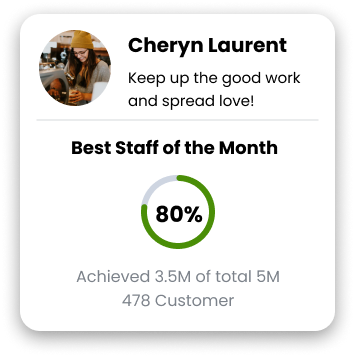 Cheryn Laurent
Keep up the good work
and spread love!
Best Staff of the Month
80%
Achieved 3.5M of total 5M
478 Customer